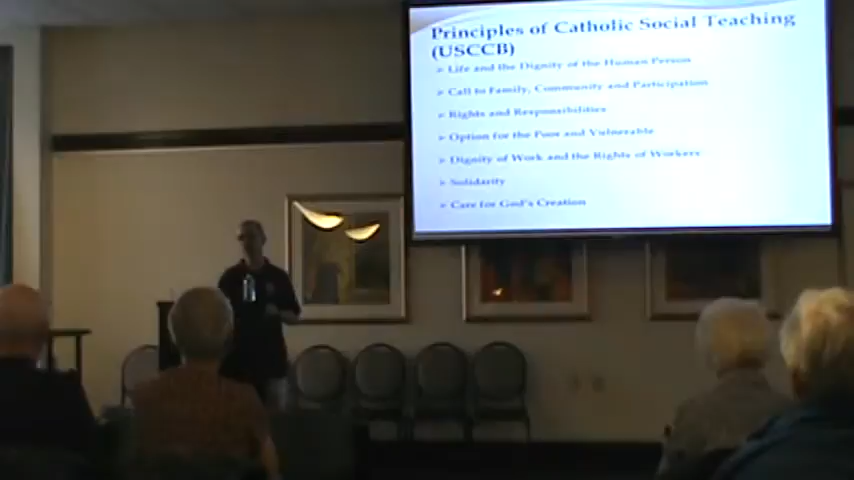 Principles of Catholic Social Teaching
(USCCB)
➢ Life and the Dignity of the Human Person
➢ Call to Family, Community and Participation
➢ Rights and Responsibilities
➢ Option for the Poor and Vulnerable
➢ Dignity of Work and the Rights of Workers
➢ Solidarity
➢ Care for God's Creation